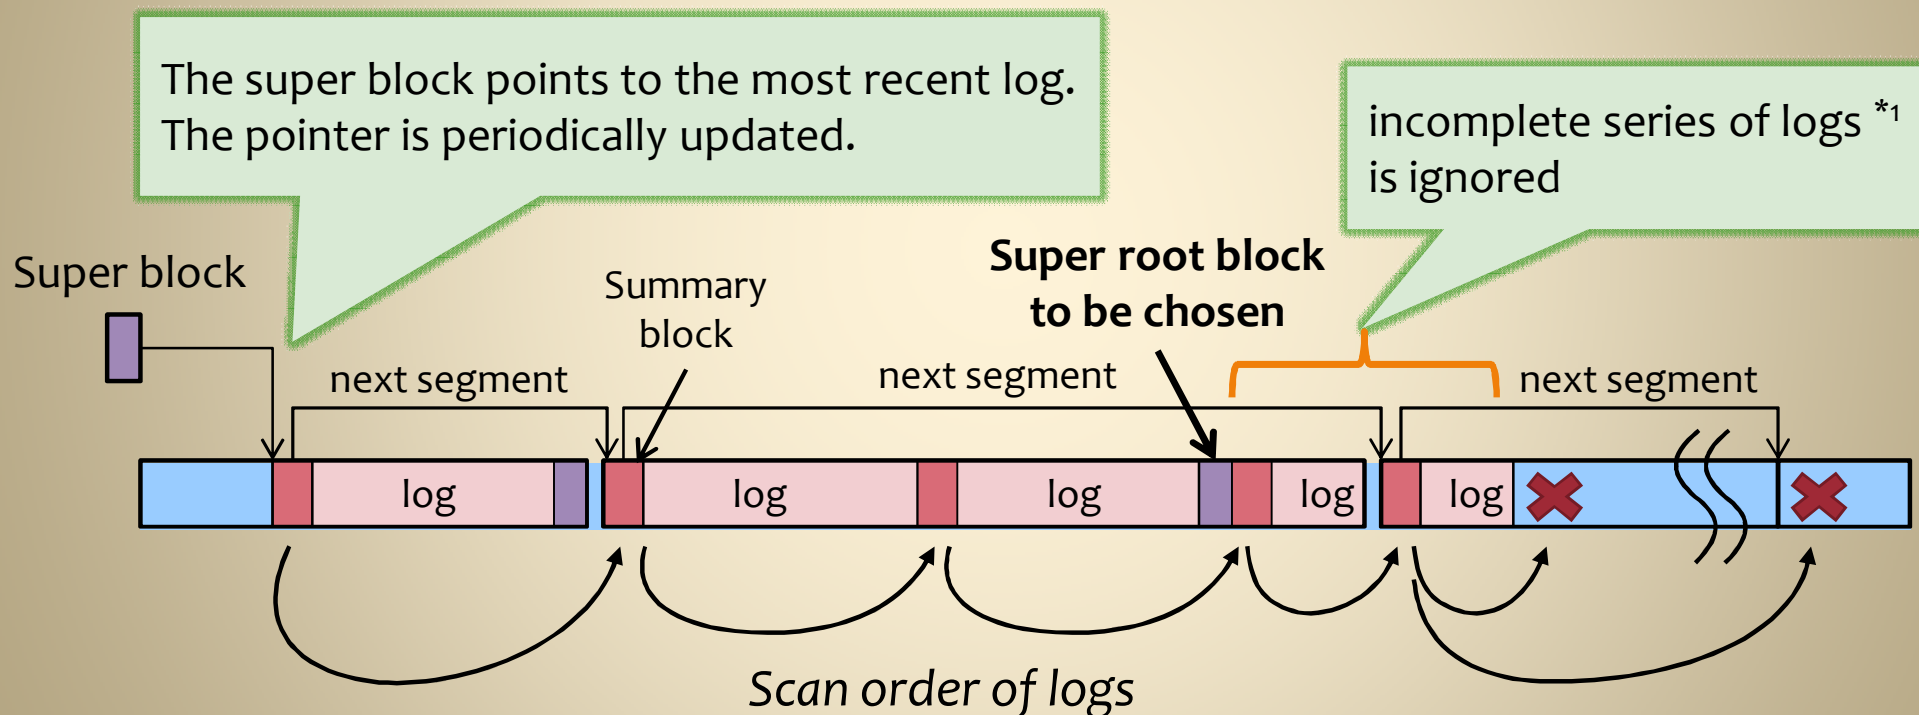 The super block points to the most recent log.
The pointer is periodically updated.
incomplete series of logs *1
is ignored
Super block
Summary
block
Super root block
to be chosen
next segment
next segment
next segment
log
log
log
log
log
Scan order of logs